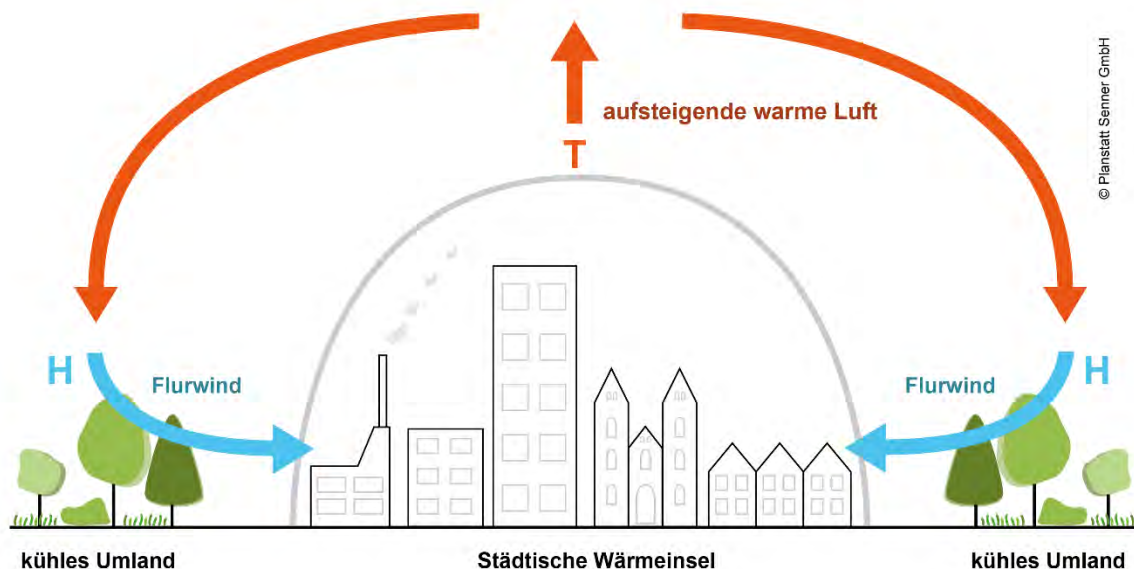 © Planstatt Senner GmbH
aufsteigende warme Luft
T
H
Flurwind
Flurwind
H
kühles Umland
Städtische Wärmeinsel
kühles Umland